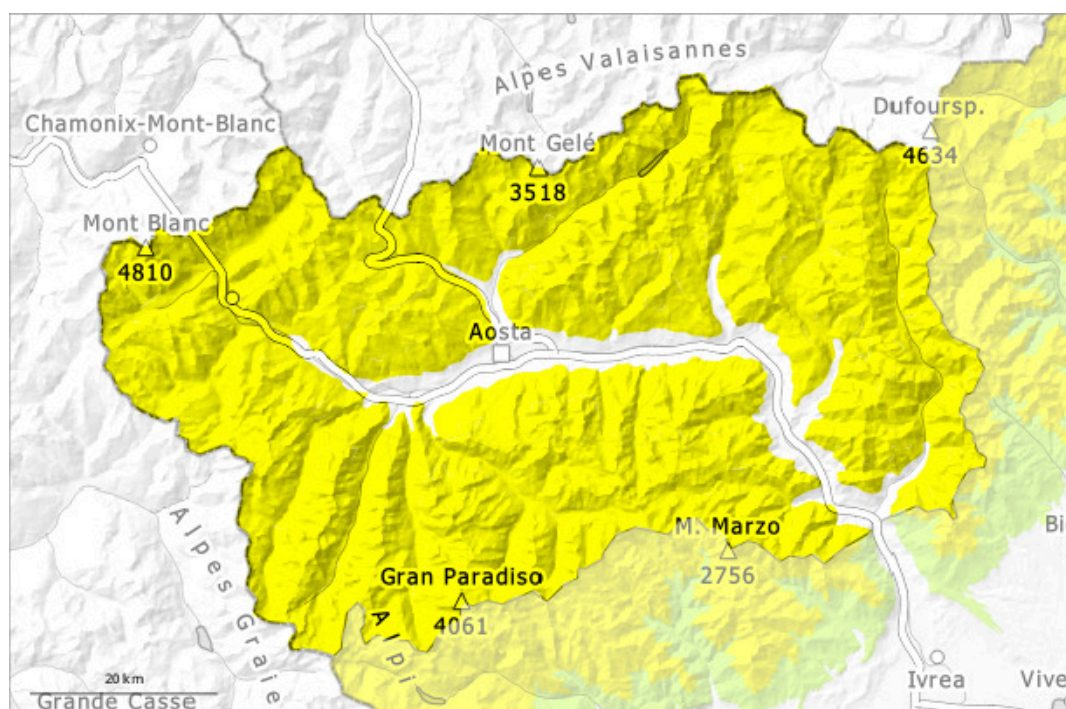 Alpes Valaisannes
Chamonix-Mont-Blanc
Dufoursp.
4634
Mont Gelé
3518
Mont Blanc
4810
Aosta
Alpes Graie
M. Marzo
2756
Gran Paradiso
4061
Alpi
Bi
20 km
Grande Casse
Ivrea
Vive